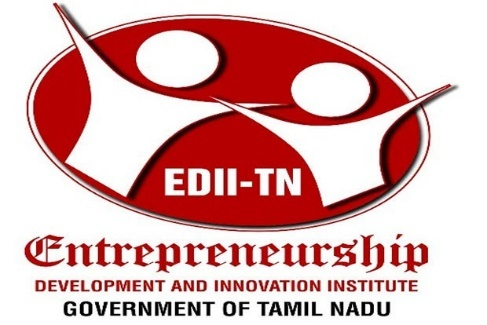 EDII-TN
Entrepreneurship
DEVELOPMENT AND INNOVATION INSTITUTE
GOVERNMENT OF TAMIL NADU